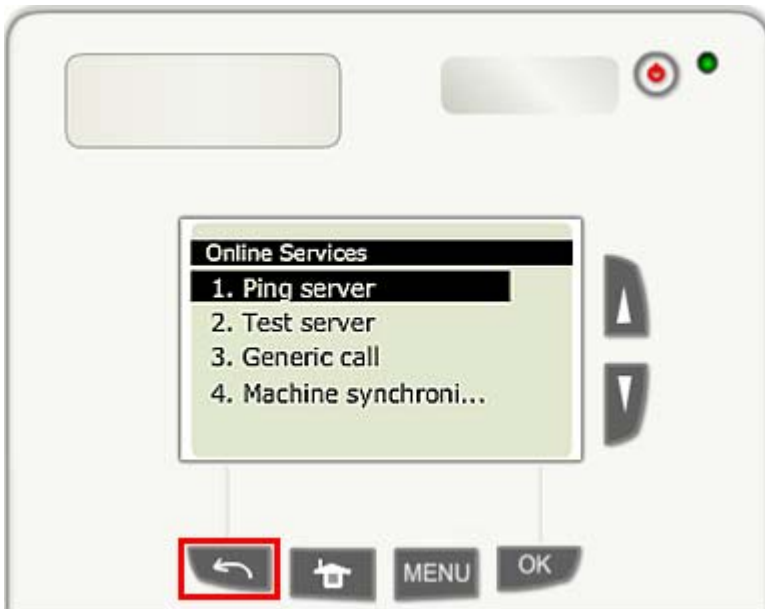 Online Services
1. Ping server
2. Test server
3. Generic call
4. Machine synchroni...
MENU
OK